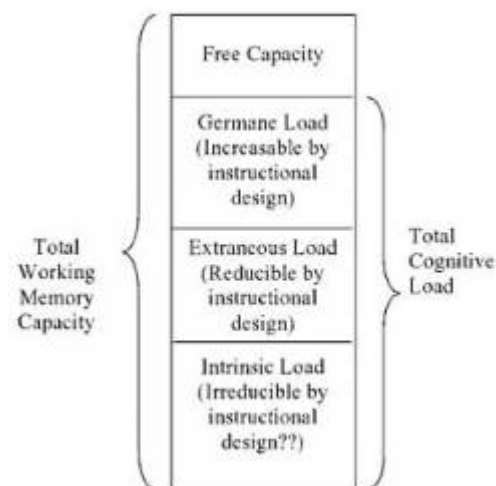 Free Capacity
Germane Load
(Increasable by
instructional
design)
Total
Working
Memory
Capacity
Extraneous Load
(Reducible by
instructional
design)
Total
Cognitive
Load
Intrinsic Load
(Irreducible by
instructional
design??)